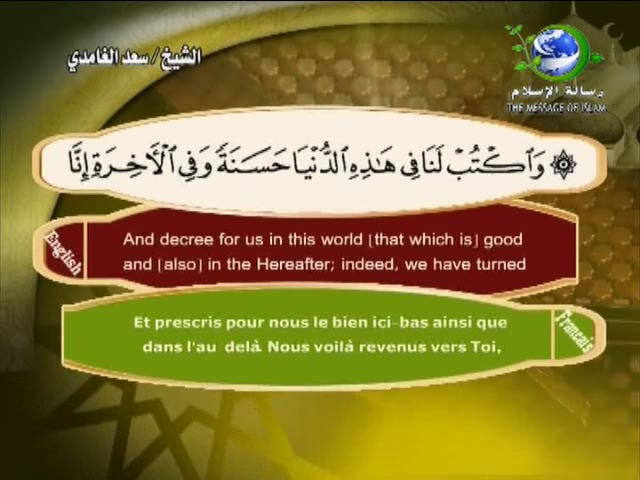 الشيخ / سعد الغامدي
رسالة الإسلام
THE MESSAGE OF ISLAM
۞ وَٱكْتُبْ لَنَا فِى هَٰذِهِ ٱلدُّنْيَا حَسَنَةً وَفِى ٱلْأَخِرَةِ إِنَّا
English
And decree for us in this world [that which is] good
and [also] in the Hereafter; indeed, we have turned
Et prescris pour nous le bien ici-bas ainsi que
dans l'au delà. Nous voilà revenus vers Toi,
Francais